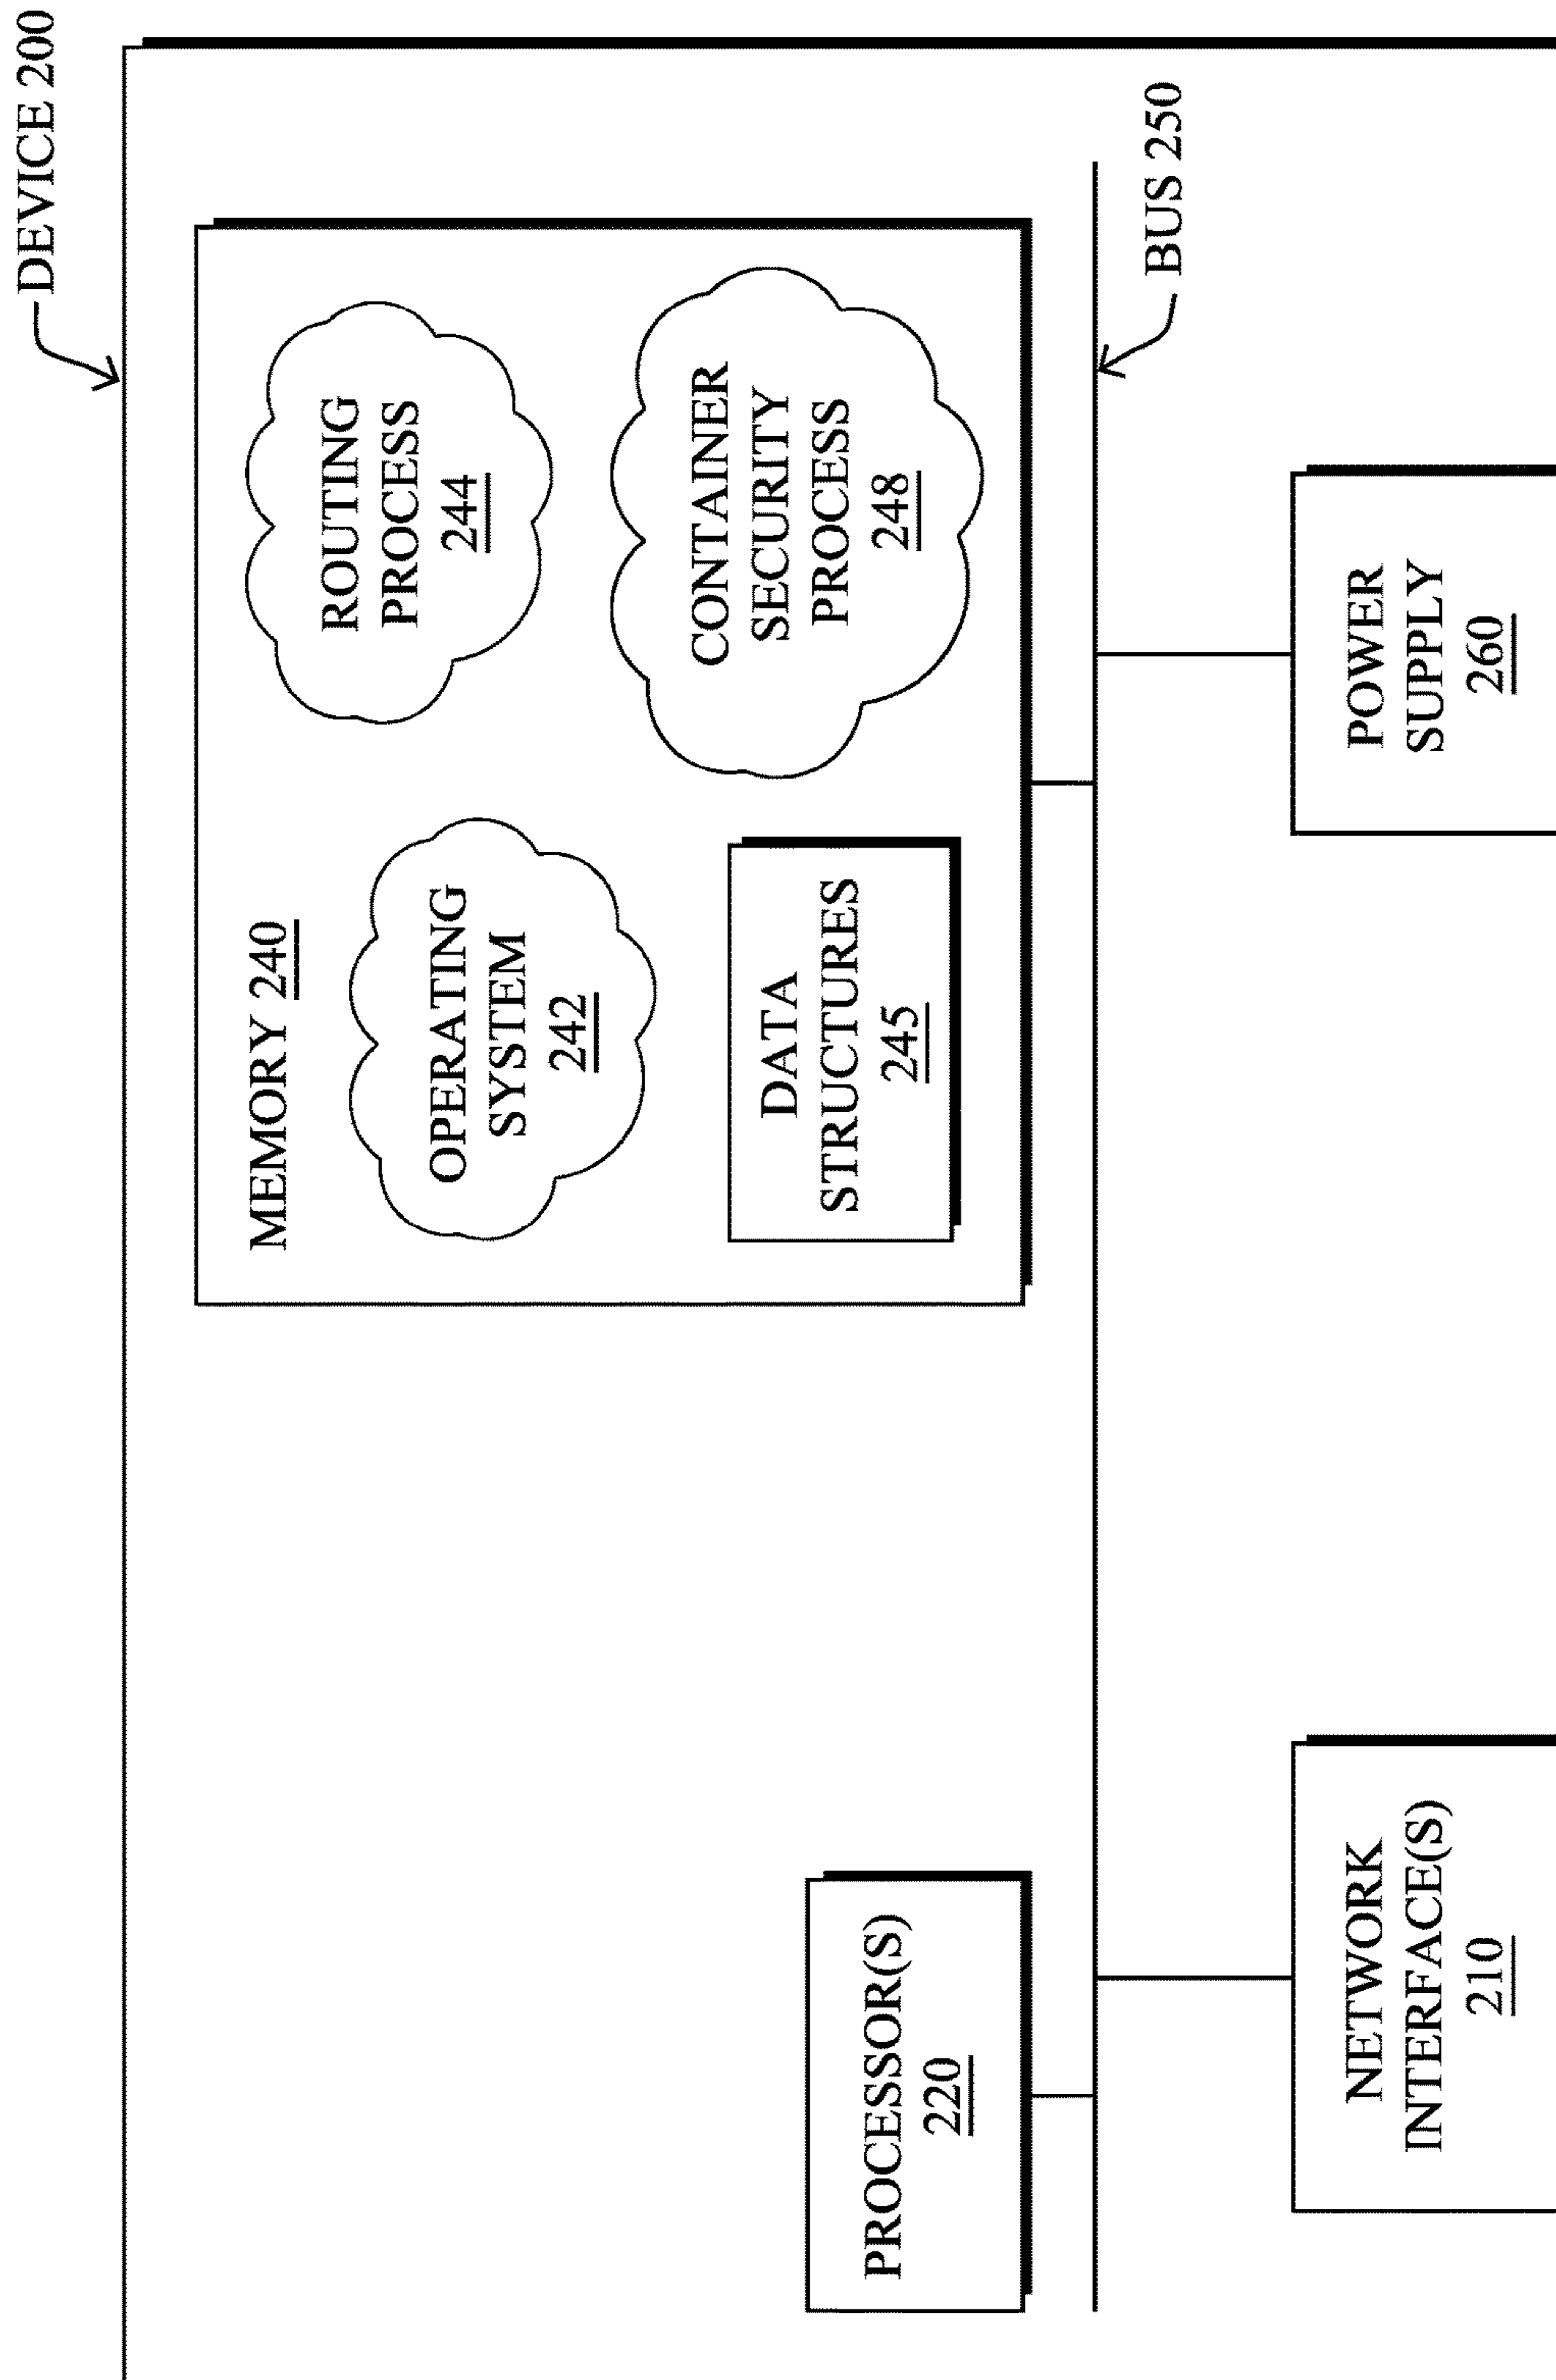 DEVICE 200
MEMORY 240
OPERATING
SYSTEM
242
ROUTING
PROCESS
244
DATA
STRUCTURES
245
CONTAINER
SECURITY
PROCESS
248
PROCESSOR(S)
220
BUS 250
NETWORK
INTERFACE(S)
210
POWER
SUPPLY
260